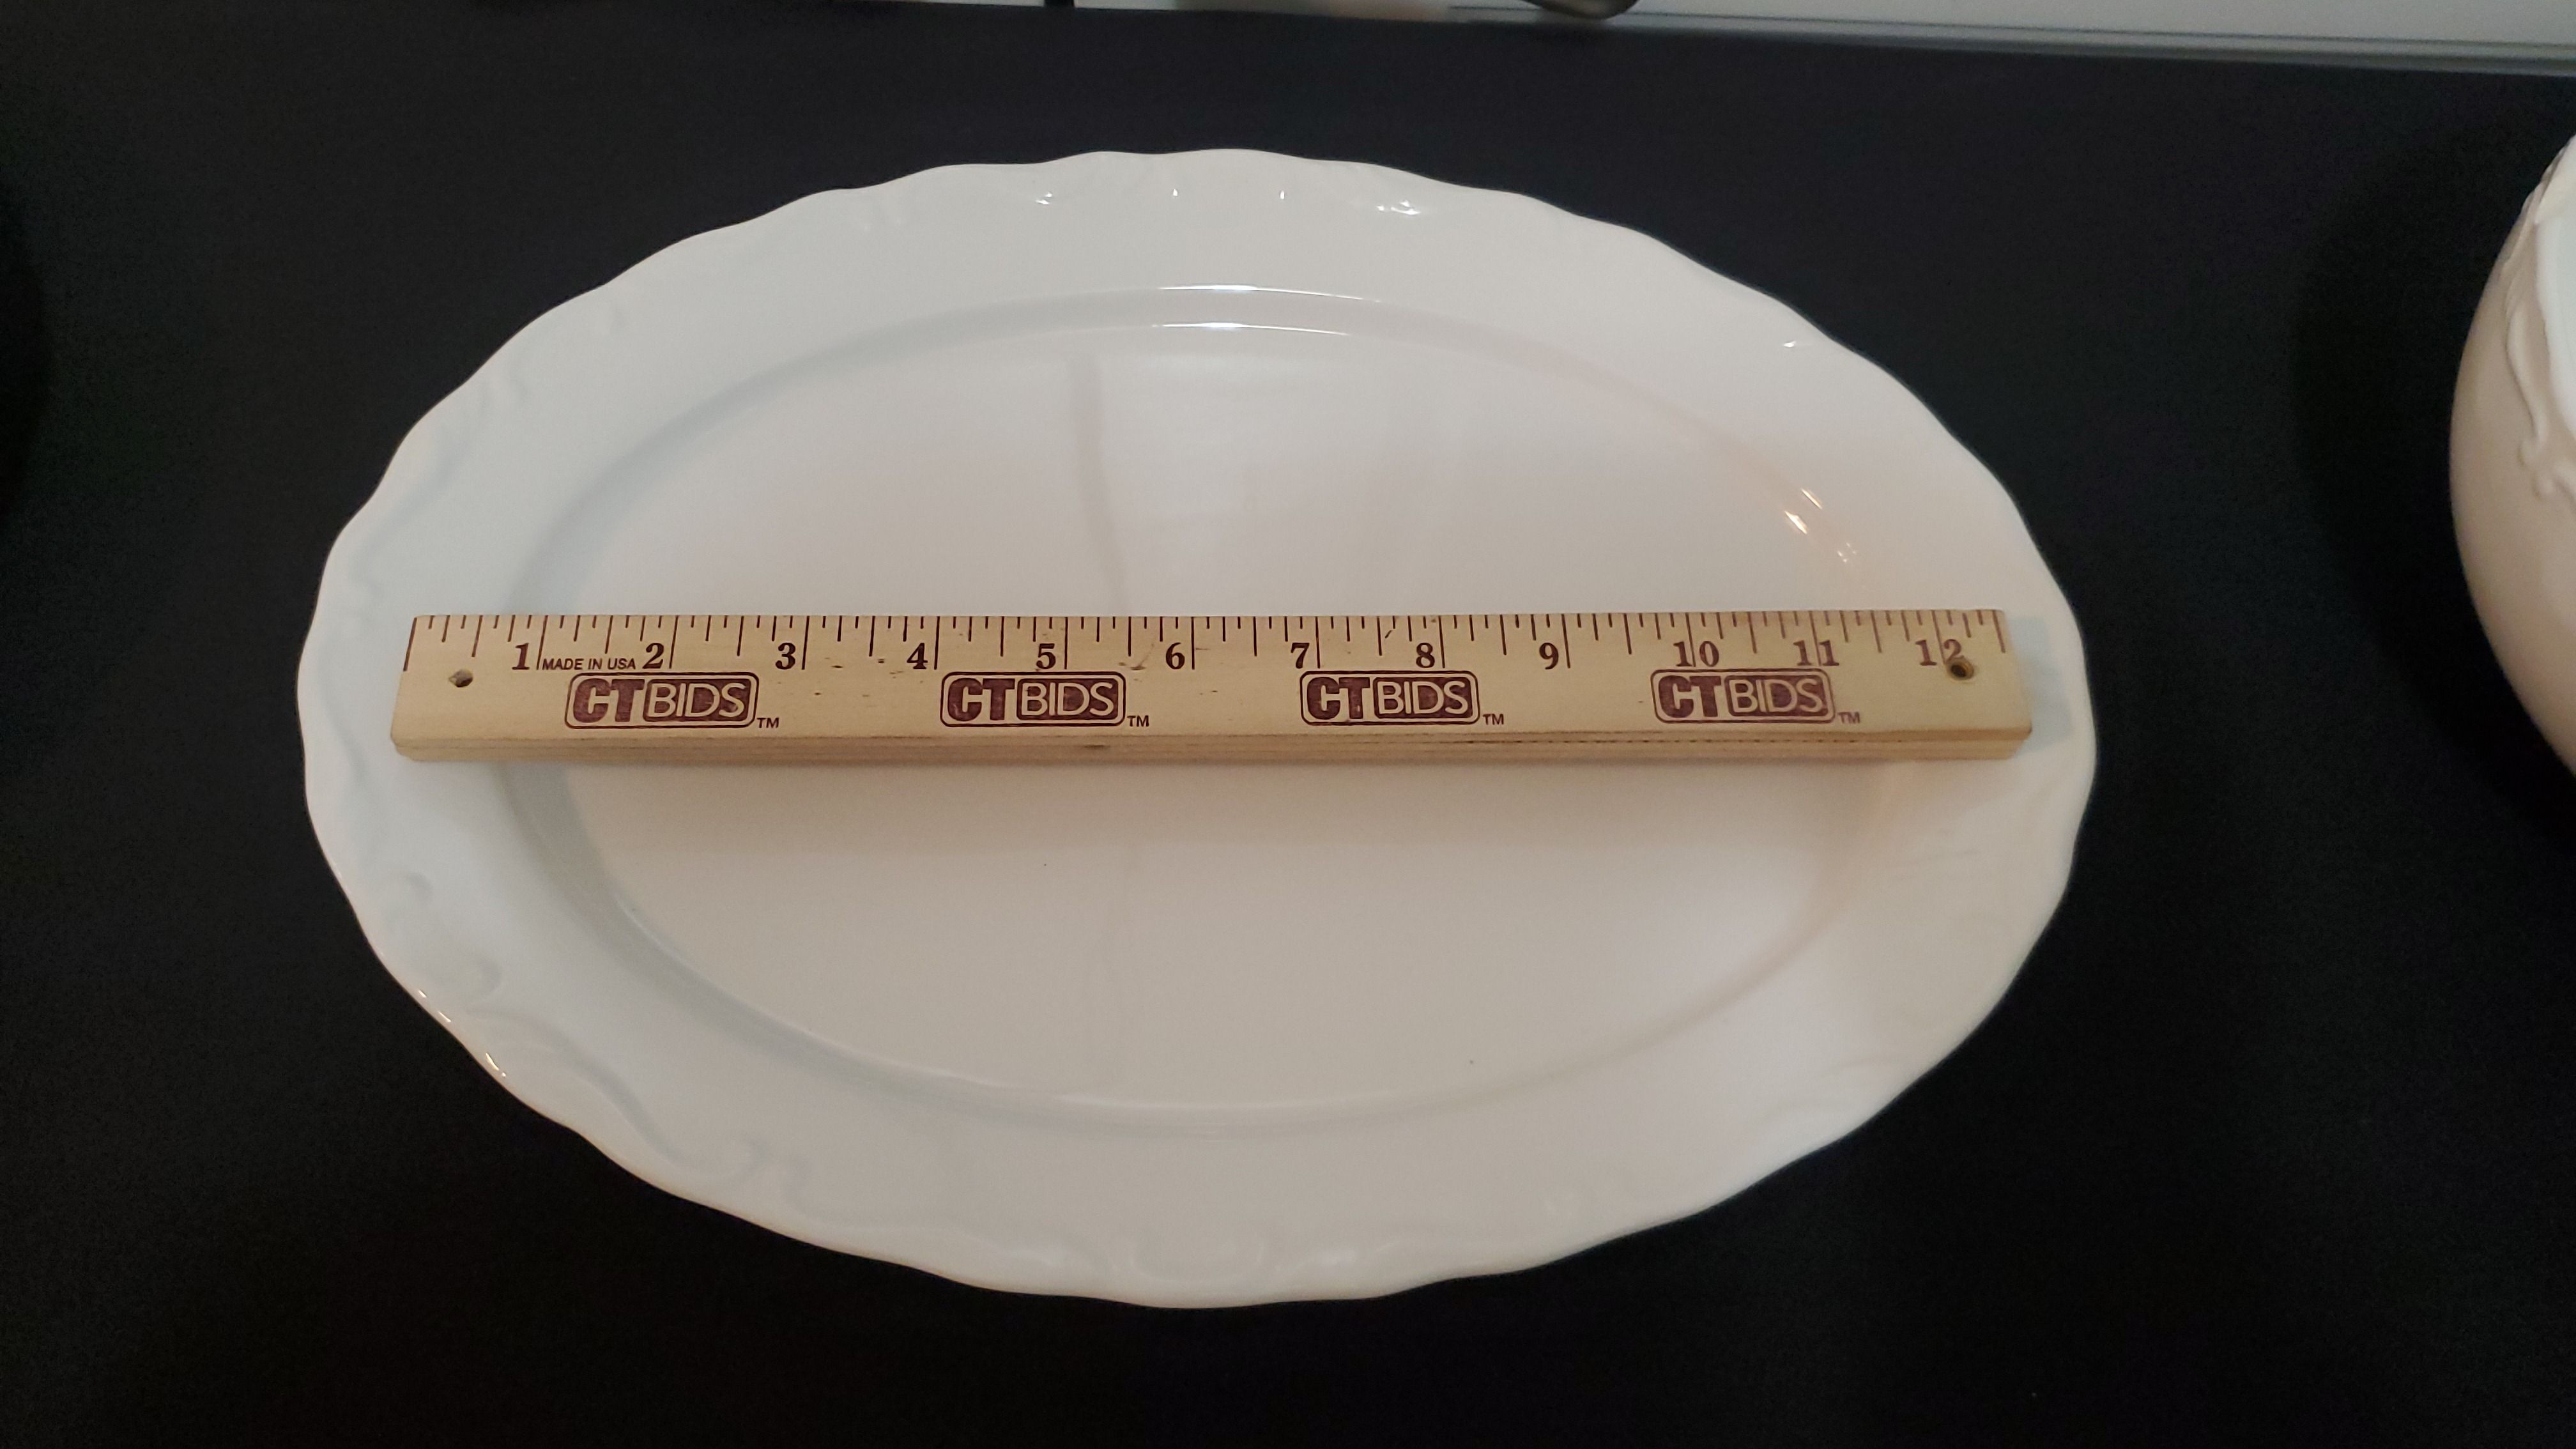 1 MADE IN USA 2 3 4 5 6 7 8 9 10 11 12
CTBIDS™ CTBIDS™ CTBIDS™ CTBIDS™